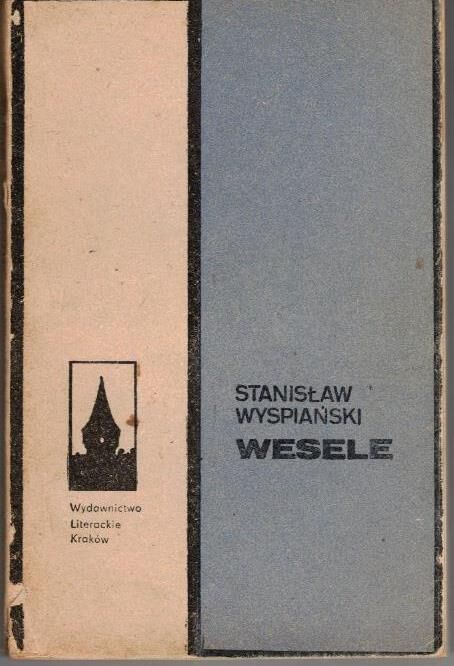 STANISŁAW
WYSPIAŃSKI
WESELE
Wydawnictwo
Literackie
Kraków